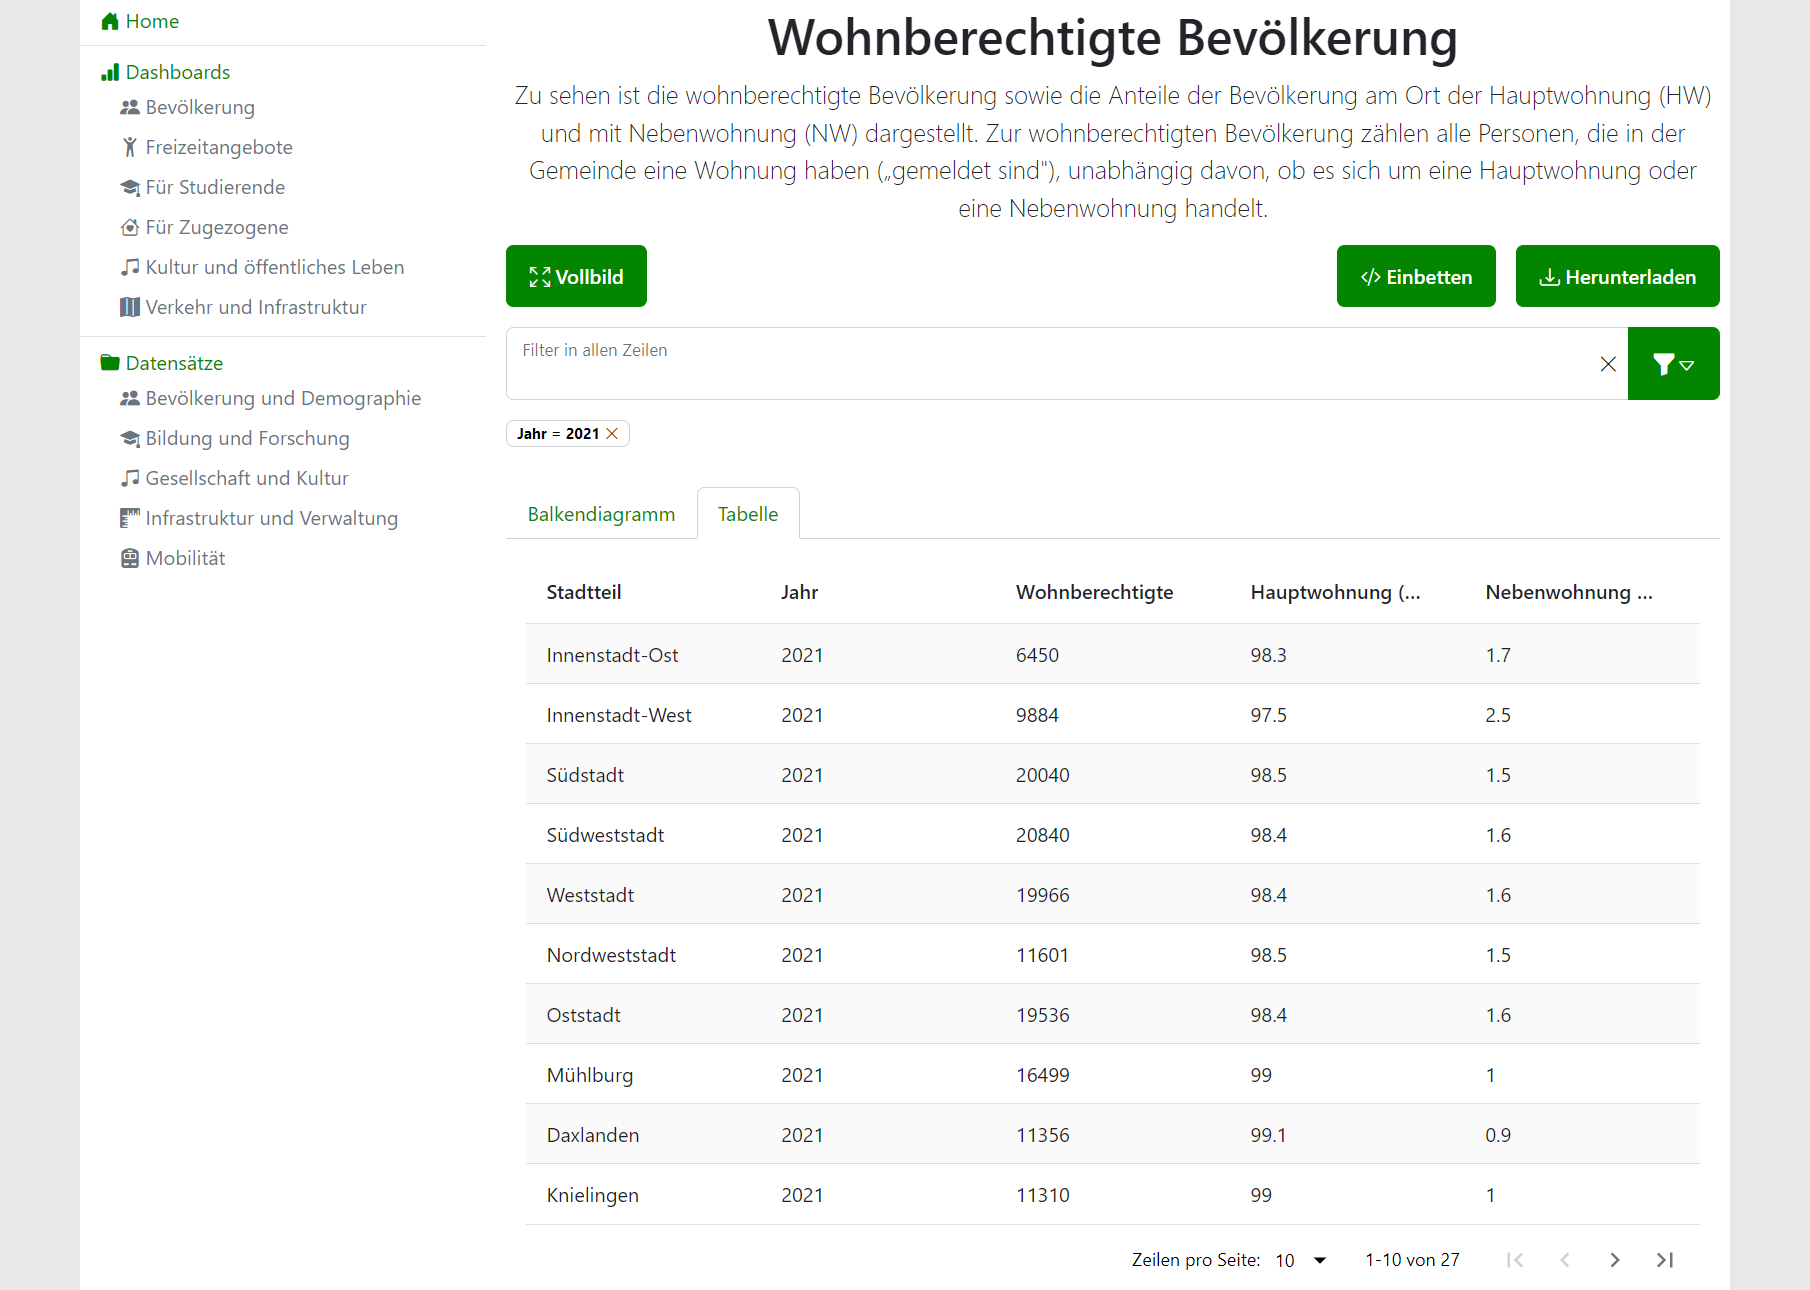 Home
Dashboards
Bevölkerung
Freizeitangebote
Für Studierende
Für Zugezogene
Kultur und öffentliches Leben
Verkehr und Infrastruktur
Datensätze
Bevölkerung und Demographie
Bildung und Forschung
Gesellschaft und Kultur
Infrastruktur und Verwaltung
Mobilität
Wohnberechtigte Bevölkerung
Zu sehen ist die wohnberechtigte Bevölkerung sowie die Anteile der Bevölkerung am Ort der Hauptwohnung (HW)
und mit Nebenwohnung (NW) dargestellt. Zur wohnberechtigten Bevölkerung zählen alle Personen, die in der
Gemeinde eine Wohnung haben („gemeldet sind"), unabhängig davon, ob es sich um eine Hauptwohnung oder
eine Nebenwohnung handelt.
Vollbild
Einbetten
Herunterladen
Filter in allen Zeilen
Jahr = 2021
Balkendiagramm
Tabelle
Stadtteil Jahr Wohnberechtigte Hauptwohnung (... Nebenwohnung ...
Innenstadt-Ost 2021 6450 98.3 1.7
Innenstadt-West 2021 9884 97.5 2.5
Südstadt 2021 20040 98.5 1.5
Südweststadt 2021 20840 98.4 1.6
Weststadt 2021 19966 98.4 1.6
Nordweststadt 2021 11601 98.5 1.5
Oststadt 2021 19536 98.4 1.6
Mühlburg 2021 16499 99 1
Daxlanden 2021 11356 99.1 0.9
Knielingen 2021 11310 99 1
Zeilen pro Seite: 10 1-10 von 27